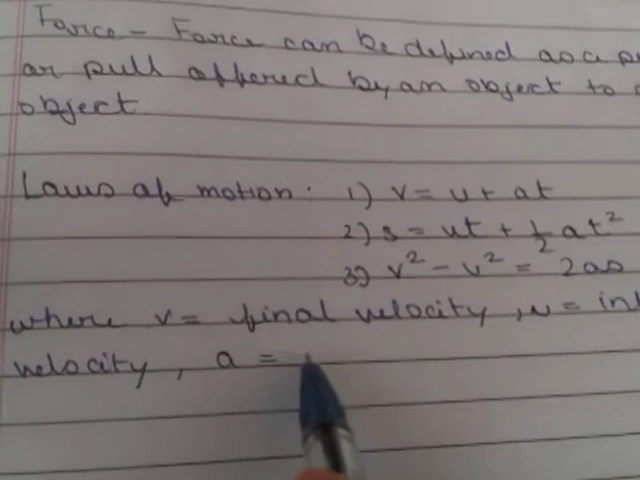 Force - Force can be defined as a
or pull offered by an object to
object
Laws of motion: 1) v = u + at
2) s = ut + 1/2 at²
3) v² - u² = 2as
where v = final velocity, u =
velocity, a =